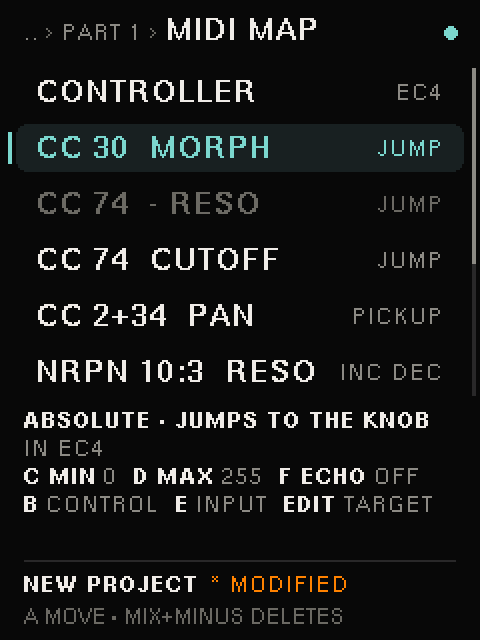 .. › PART 1 › MIDI MAP
CONTROLLER EC4
CC 30 MORPH JUMP
CC 74 - RESO JUMP
CC 74 CUTOFF JUMP
CC 2+34 PAN PICKUP
NRPN 10:3 RESO INC DEC
ABSOLUTE · JUMPS TO THE KNOB
IN EC4
C MIN 0 D MAX 255 F ECHO OFF
B CONTROL E INPUT EDIT TARGET
NEW PROJECT * MODIFIED
A MOVE · MIX+MINUS DELETES